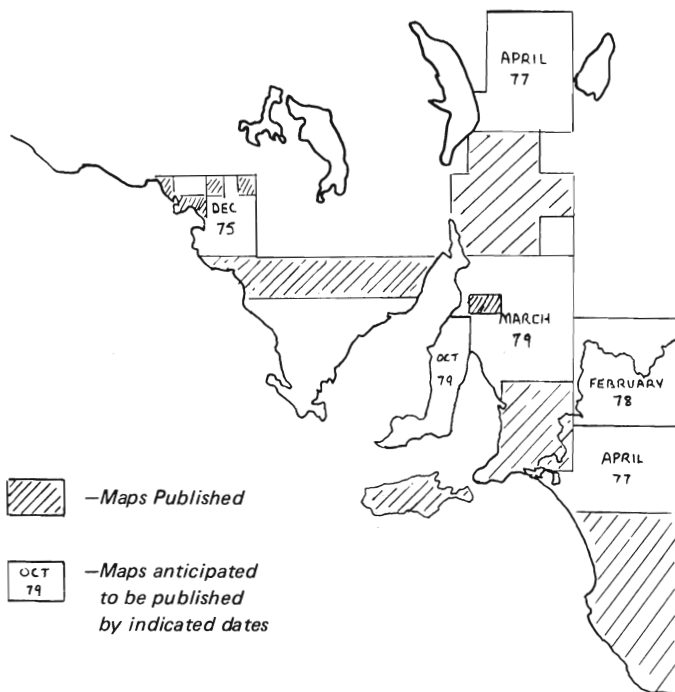 APRIL
77
DEC
75
MARCH
79
OCT
79
FEBRUARY
78
APRIL
77
—Maps Published
OCT
79
—Maps anticipated
to be published
by indicated dates